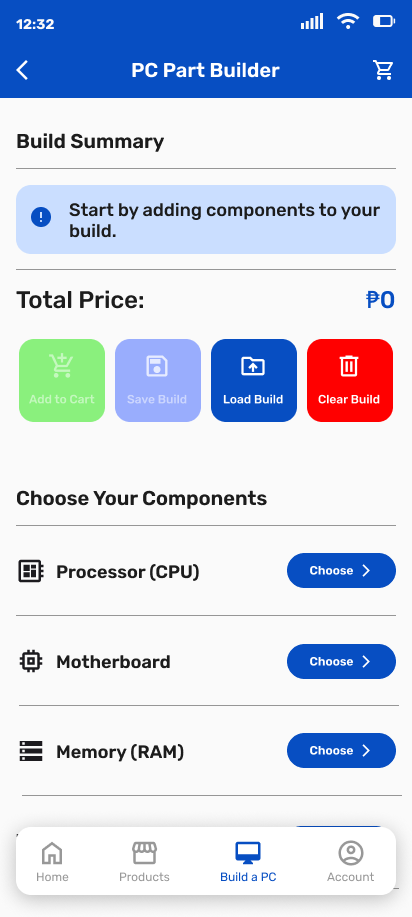 12:32
PC Part Builder
Build Summary
Start by adding components to your
build.
Total Price:
₱0
Add to Cart
Save Build
Load Build
Clear Build
Choose Your Components
Processor (CPU)
Choose
Motherboard
Choose
Memory (RAM)
Choose
Home
Products
Build a PC
Account